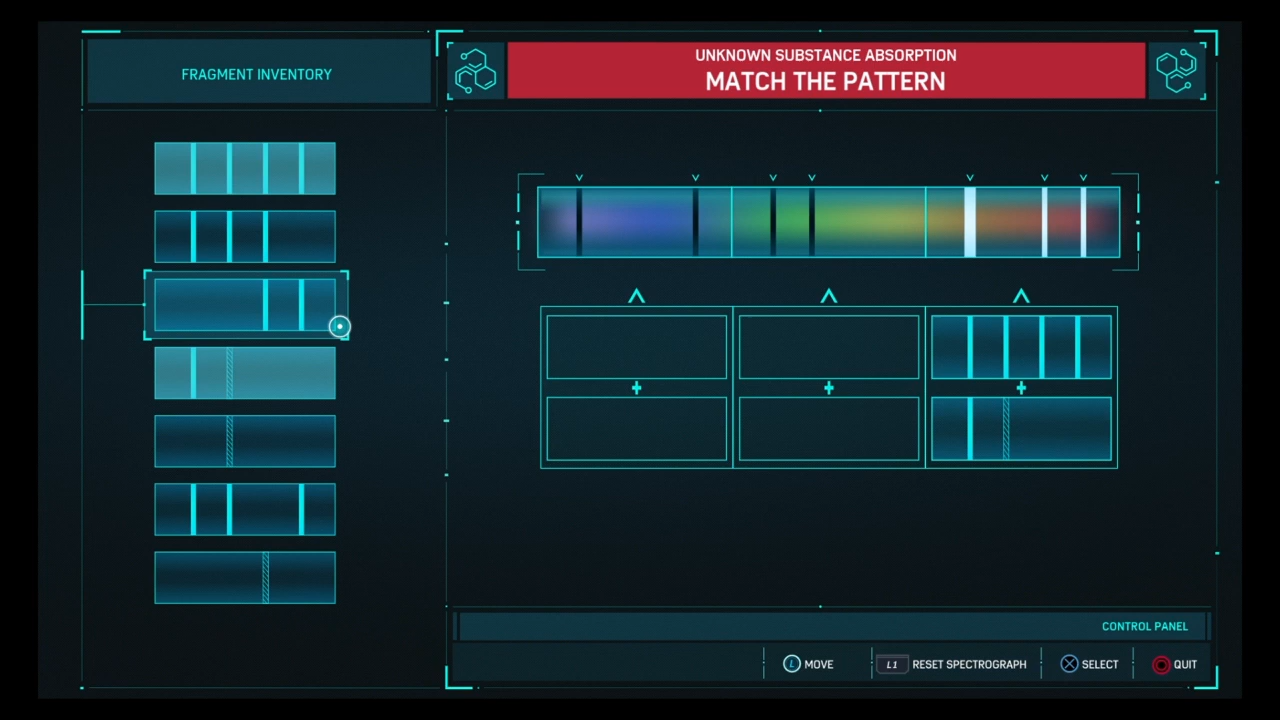 FRAGMENT INVENTORY
UNKNOWN SUBSTANCE ABSORPTION
MATCH THE PATTERN
CONTROL PANEL
L MOVE
L1 RESET SPECTROGRAPH
SELECT
QUIT